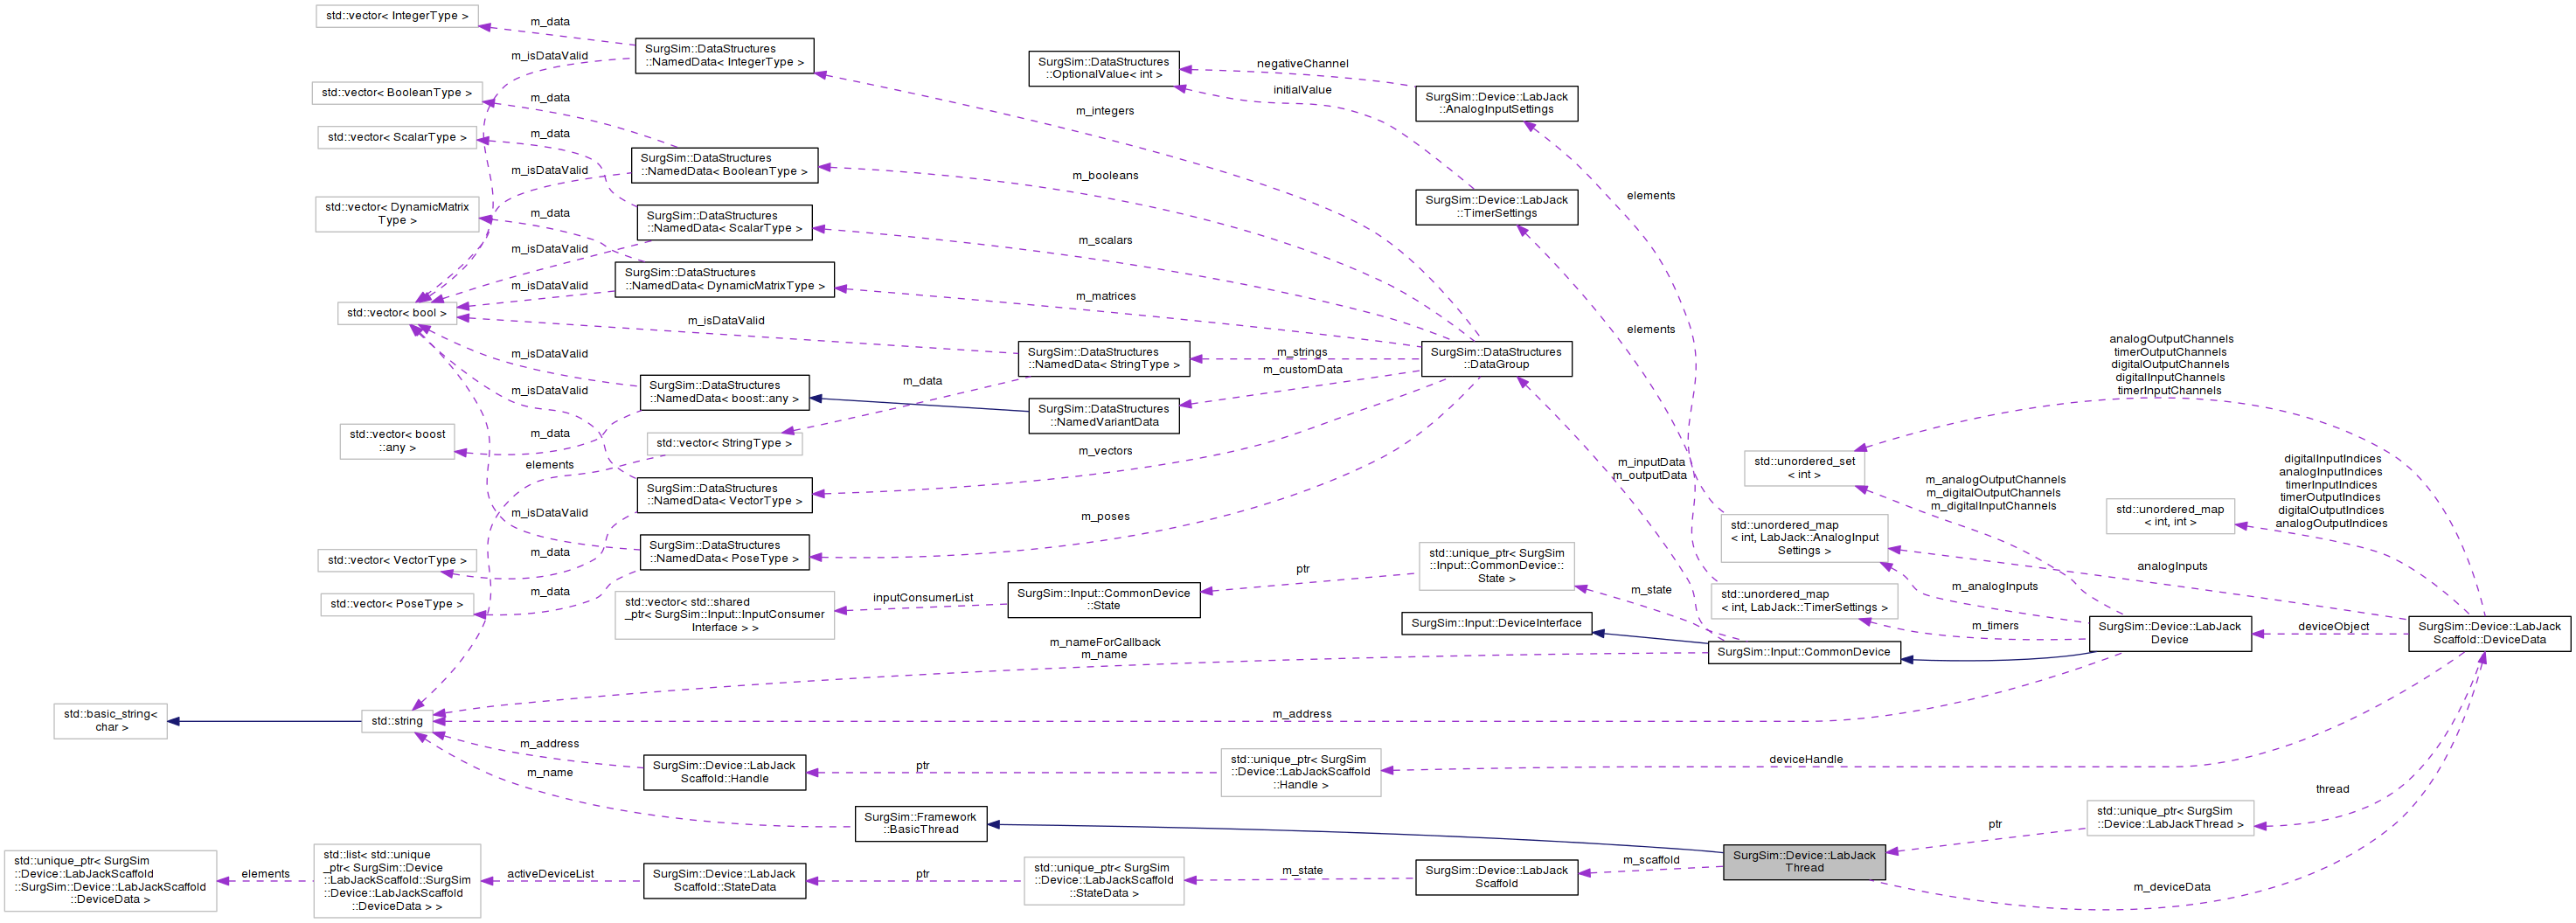 std::vector< IntegerType >
m_data
m_isDataValid
SurgSim::DataStructures
::NamedData< IntegerType >
std::vector< BooleanType >
m_data
std::vector< ScalarType >
m_data
SurgSim::DataStructures
::NamedData< BooleanType >
m_isDataValid
std::vector< DynamicMatrix
Type >
m_data
SurgSim::DataStructures
::NamedData< ScalarType >
m_isDataValid
SurgSim::DataStructures
::NamedData< DynamicMatrixType >
m_isDataValid
std::vector< bool >
m_isDataValid
m_isDataValid
SurgSim::DataStructures
::NamedData< boost::any >
m_isDataValid
std::vector< boost
::any >
m_data
elements
std::vector< StringType >
m_data
SurgSim::DataStructures
::NamedData< VectorType >
m_isDataValid
SurgSim::DataStructures
::NamedData< PoseType >
std::vector< VectorType >
m_data
std::vector< PoseType >
m_data
SurgSim::DataStructures
::OptionalValue< int >
negativeChannel
initialValue
SurgSim::Device::LabJack
::AnalogInputSettings
SurgSim::Device::LabJack
::TimerSettings
elements
elements
m_integers
m_booleans
m_scalars
m_matrices
m_strings
m_customData
m_vectors
m_poses
SurgSim::DataStructures
::NamedData< StringType >
SurgSim::DataStructures
::NamedVariantData
SurgSim::DataStructures
::DataGroup
m_inputData
m_outputData
analogOutputChannels
timerOutputChannels
digitalOutputChannels
digitalInputChannels
timerInputChannels
std::unordered_set
< int >
m_analogOutputChannels
m_digitalOutputChannels
m_digitalInputChannels
digitalInputIndices
analogInputIndices
timerInputIndices
timerOutputIndices
digitalOutputIndices
analogOutputIndices
std::unordered_map
< int, int >
std::unordered_map
< int, LabJack::AnalogInput
Settings >
analogInputs
m_analogInputs
std::unordered_map
< int, LabJack::TimerSettings >
m_timers
std::unique_ptr< SurgSim
::Input::CommonDevice::
State >
m_state
ptr
SurgSim::Input::CommonDevice
::State
inputConsumerList
std::vector< std::shared
_ptr< SurgSim::Input::InputConsumer
Interface > >
SurgSim::Input::DeviceInterface
SurgSim::Input::CommonDevice
SurgSim::Device::LabJack
Device
deviceObject
SurgSim::Device::LabJack
Scaffold::DeviceData
m_nameForCallback
m_name
std::basic_string<
char >
std::string
m_address
m_address
SurgSim::Device::LabJack
Scaffold::Handle
ptr
std::unique_ptr< SurgSim
::Device::LabJackScaffold
::Handle >
deviceHandle
m_name
SurgSim::Framework
::BasicThread
thread
std::unique_ptr< SurgSim
::Device::LabJackThread >
ptr
SurgSim::Device::LabJack
Thread
m_scaffold
m_deviceData
SurgSim::Device::LabJack
Scaffold
m_state
std::unique_ptr< SurgSim
::Device::LabJackScaffold
::StateData >
ptr
SurgSim::Device::LabJack
Scaffold::StateData
activeDeviceList
std::list< std::unique
_ptr< SurgSim::Device
::LabJackScaffold::SurgSim
::Device::LabJackScaffold
::DeviceData > >
elements
std::unique_ptr< SurgSim
::Device::LabJackScaffold
::SurgSim::Device::LabJackScaffold
::DeviceData >